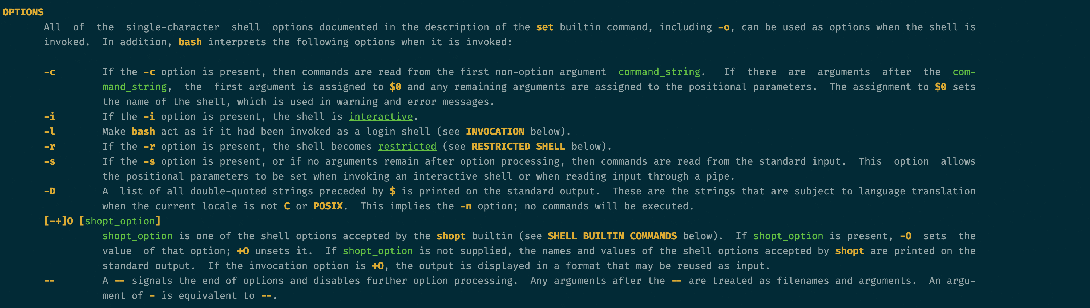 OPTIONS
All of the single-character shell options documented in the description of the set builtin command, including -o, can be used as options when the shell is
invoked. In addition, bash interprets the following options when it is invoked:
-c If the -c option is present, then commands are read from the first non-option argument command_string. If there are arguments after the com-
mand_string, the first argument is assigned to $0 and any remaining arguments are assigned to the positional parameters. The assignment to $0 sets
the name of the shell, which is used in warning and error messages.
-i If the -i option is present, the shell is interactive.
-l Make bash act as if it had been invoked as a login shell (see INVOCATION below).
-r If the -r option is present, the shell becomes restricted (see RESTRICTED SHELL below).
-s If the -s option is present, or if no arguments remain after option processing, then commands are read from the standard input. This option allows
the positional parameters to be set when invoking an interactive shell or when reading input through a pipe.
-D A list of all double-quoted strings preceded by $ is printed on the standard output. These are the strings that are subject to language translation
when the current locale is not C or POSIX. This implies the -n option; no commands will be executed.
[-+]O [shopt_option]
shopt_option is one of the shell options accepted by the shopt builtin (see SHELL BUILTIN COMMANDS below). If shopt_option is present, -O sets the
value of that option; +O unsets it. If shopt_option is not supplied, the names and values of the shell options accepted by shopt are printed on the
standard output. If the invocation option is +O, the output is displayed in a format that may be reused as input.
-- A -- signals the end of options and disables further option processing. Any arguments after the -- are treated as filenames and arguments. An argu-
ment of - is equivalent to --.